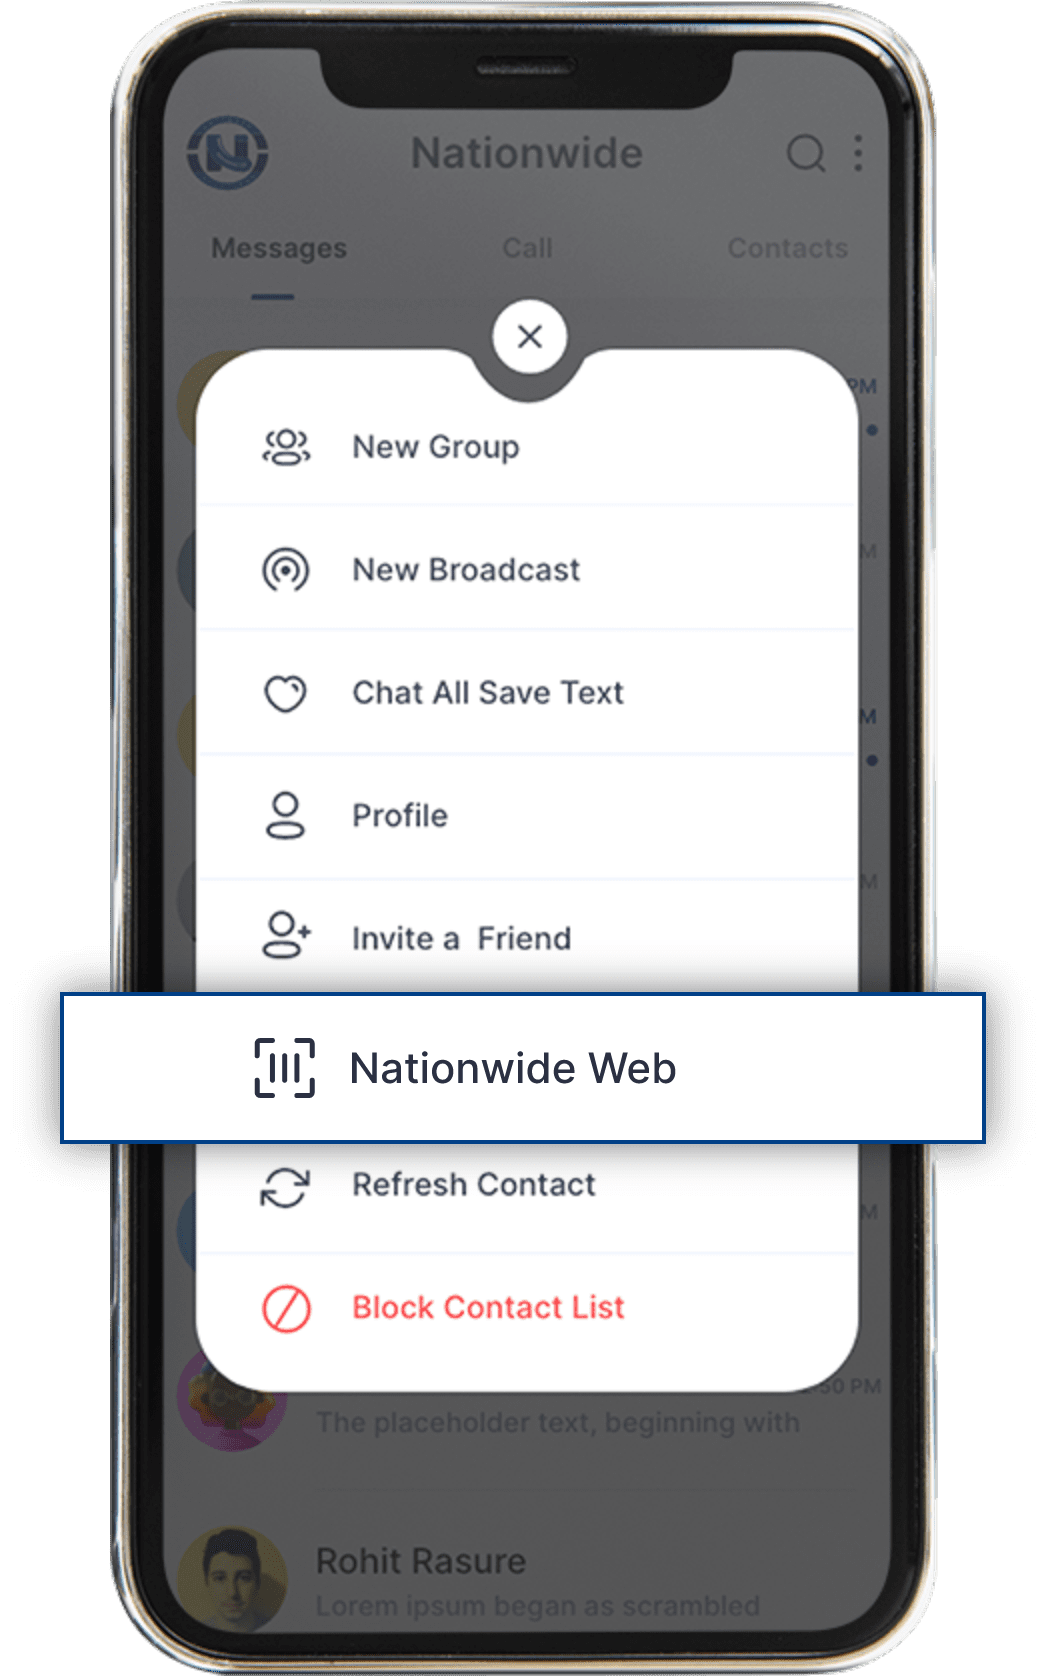 Nationwide
Messages
Call
Contacts
PM
New Group
M
New Broadcast
Chat All Save Text
M
Profile
M
Invite a Friend
Nationwide Web
Refresh Contact
M
Block Contact List
50 PM
The placeholder text, beginning with
Rohit Rasure
Lorem ipsum began as scrambled